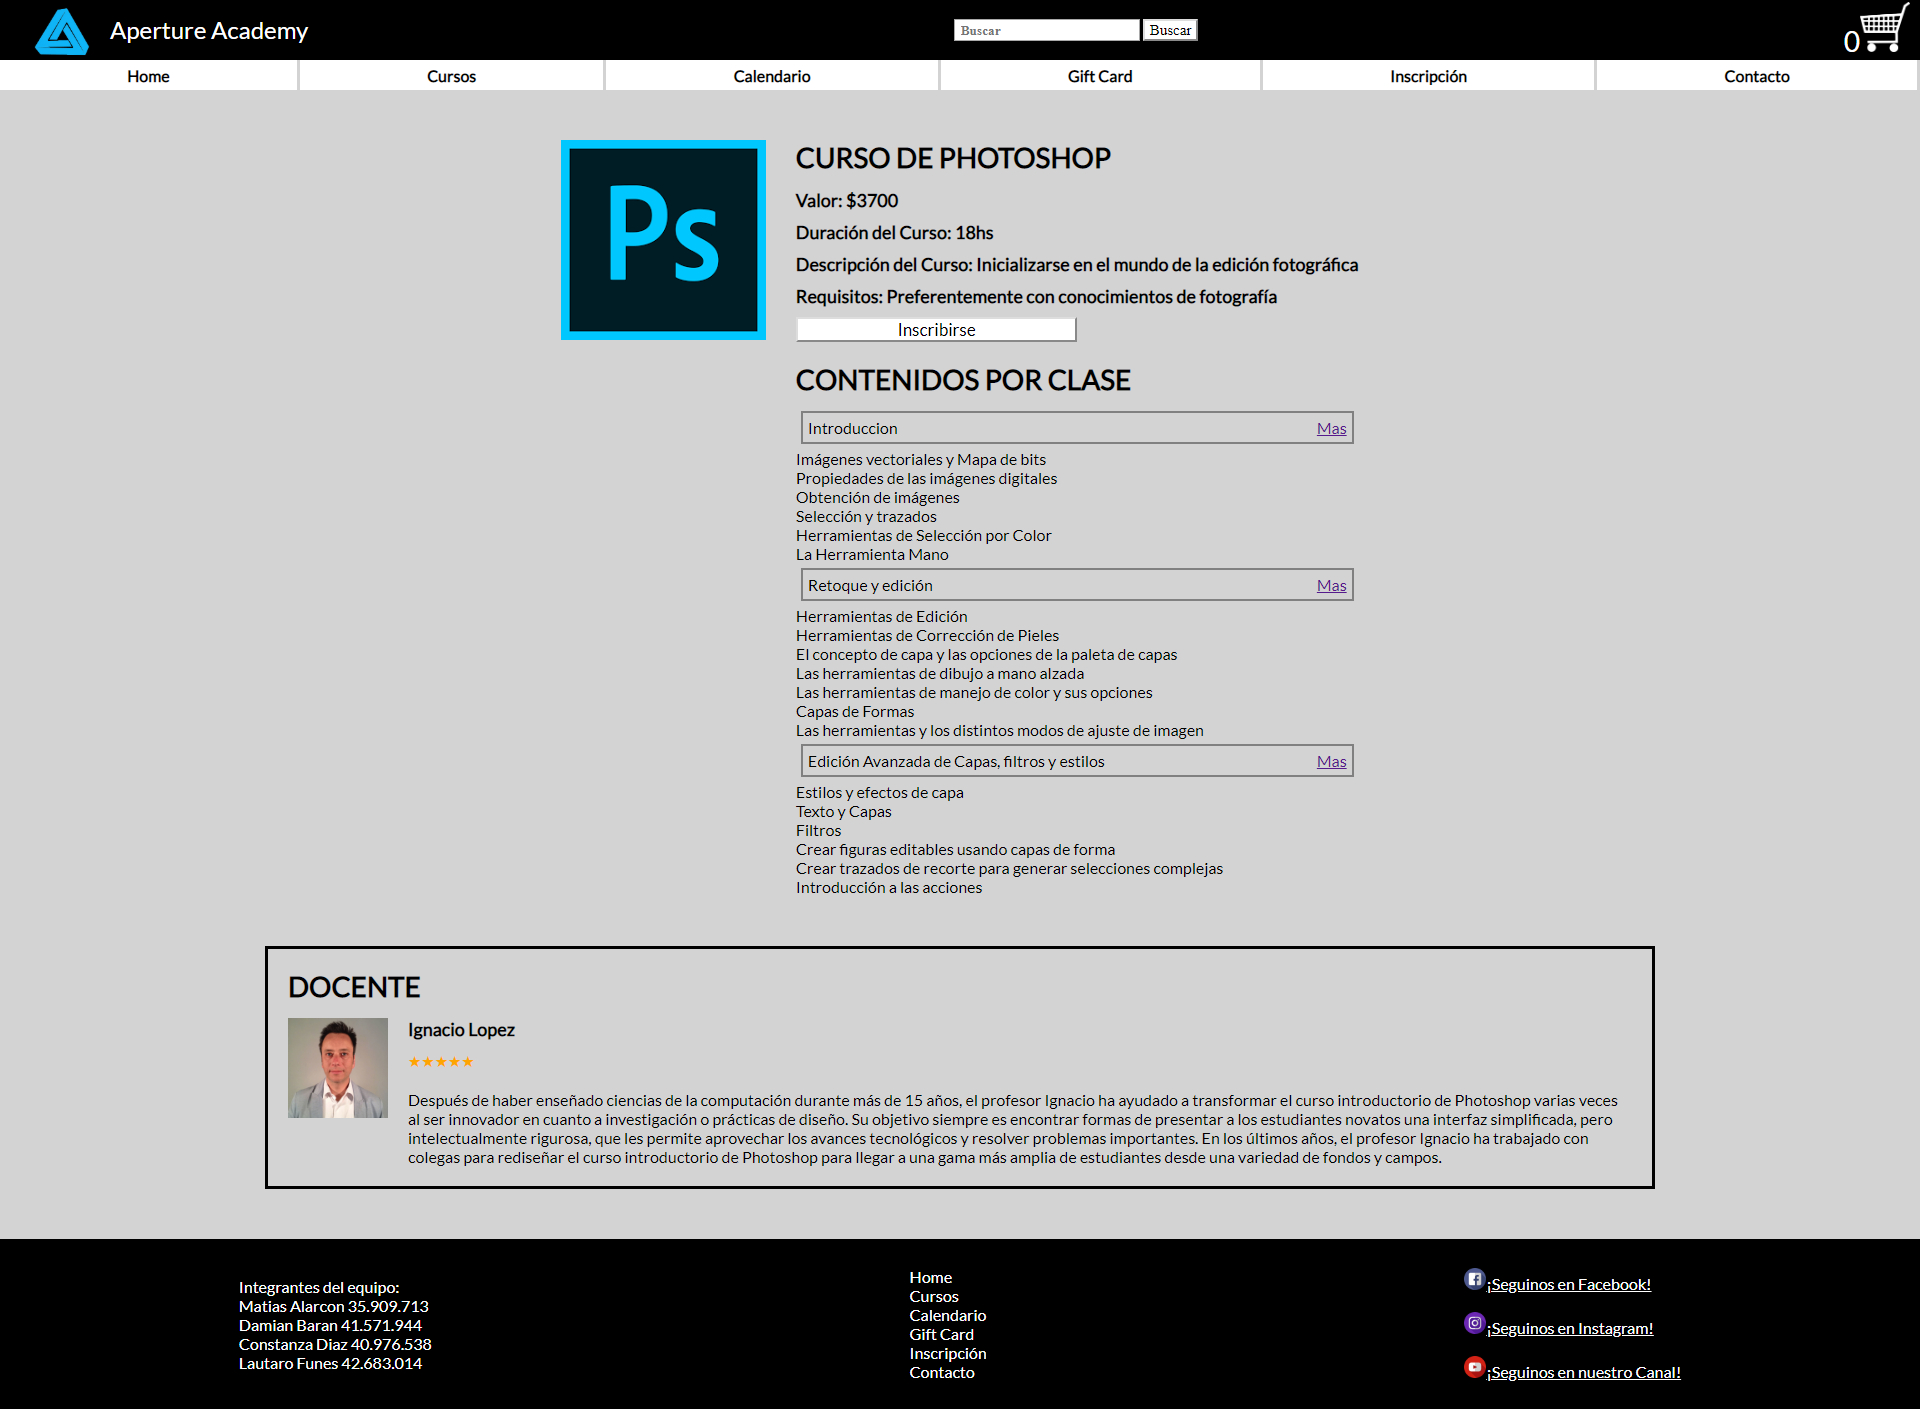 Aperture Academy
Buscar Buscar
0
Home Cursos Calendario Gift Card Inscripción Contacto
Ps
CURSO DE PHOTOSHOP
Valor: $3700
Duración del Curso: 18hs
Descripción del Curso: Inicializarse en el mundo de la edición fotográfica
Requisitos: Preferentemente con conocimientos de fotografía
Inscribirse
CONTENIDOS POR CLASE
Introduccion Mas
Imágenes vectoriales y Mapa de bits
Propiedades de las imágenes digitales
Obtención de imágenes
Selección y trazados
Herramientas de Selección por Color
La Herramienta Mano
Retoque y edición Mas
Herramientas de Edición
Herramientas de Corrección de Pieles
El concepto de capa y las opciones de la paleta de capas
Las herramientas de dibujo a mano alzada
Las herramientas de manejo de color y sus opciones
Capas de Formas
Las herramientas y los distintos modos de ajuste de imagen
Edición Avanzada de Capas, filtros y estilos Mas
Estilos y efectos de capa
Texto y Capas
Filtros
Crear figuras editables usando capas de forma
Crear trazados de recorte para generar selecciones complejas
Introducción a las acciones
DOCENTE
Ignacio Lopez
★★★★★
Después de haber enseñado ciencias de la computación durante más de 15 años, el profesor Ignacio ha ayudado a transformar el curso introductorio de Photoshop varias veces
al ser innovador en cuanto a investigación o prácticas de diseño. Su objetivo siempre es encontrar formas de presentar a los estudiantes novatos una interfaz simplificada, pero
intelectualmente rigurosa, que les permite aprovechar los avances tecnológicos y resolver problemas importantes. En los últimos años, el profesor Ignacio ha trabajado con
colegas para rediseñar el curso introductorio de Photoshop para llegar a una gama más amplia de estudiantes desde una variedad de fondos y campos.
Integrantes del equipo:
Matias Alarcon 35.909.713
Damian Baran 41.571.944
Constanza Diaz 40.976.538
Lautaro Funes 42.683.014
Home
Cursos
Calendario
Gift Card
Inscripción
Contacto
¡Seguinos en Facebook!
¡Seguinos en Instagram!
¡Seguinos en nuestro Canal!